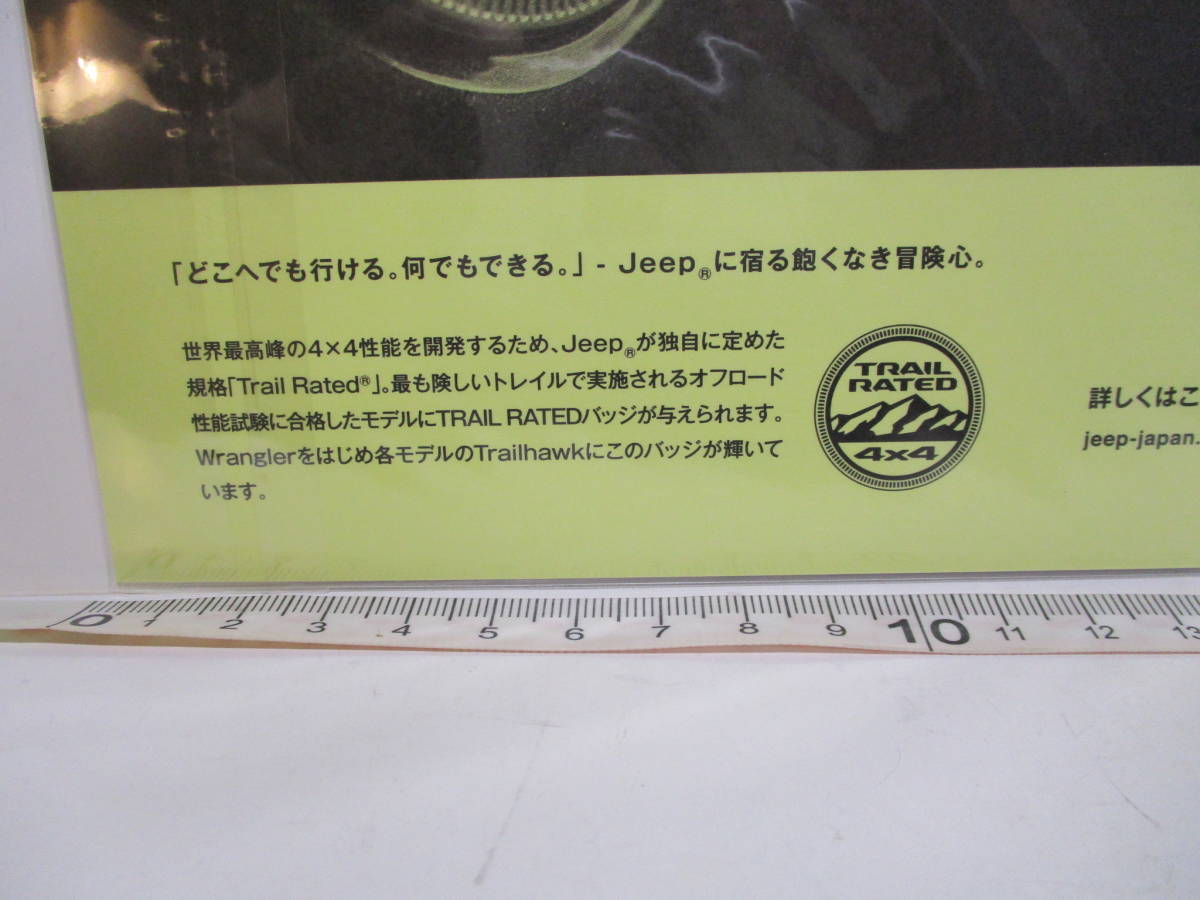 「どこへでも行ける。何でもできる。」 - Jeep®に宿る飽くなき冒険心。
世界最高峰の4×4性能を開発するため、Jeep®が独自に定めた
規格「Trail Rated®」。最も険しいトレイルで実施されるオフロード
性能試験に合格したモデルにTRAIL RATEDバッジが与えられます。
Wranglerをはじめ各モデルのTrailhawkにこのバッジが輝いて
います。
TRAIL
RATED
4x4
詳しくはこ
jeep-japan.
0 1 2 3 4 5 6 7 8 9 10 11 12 13